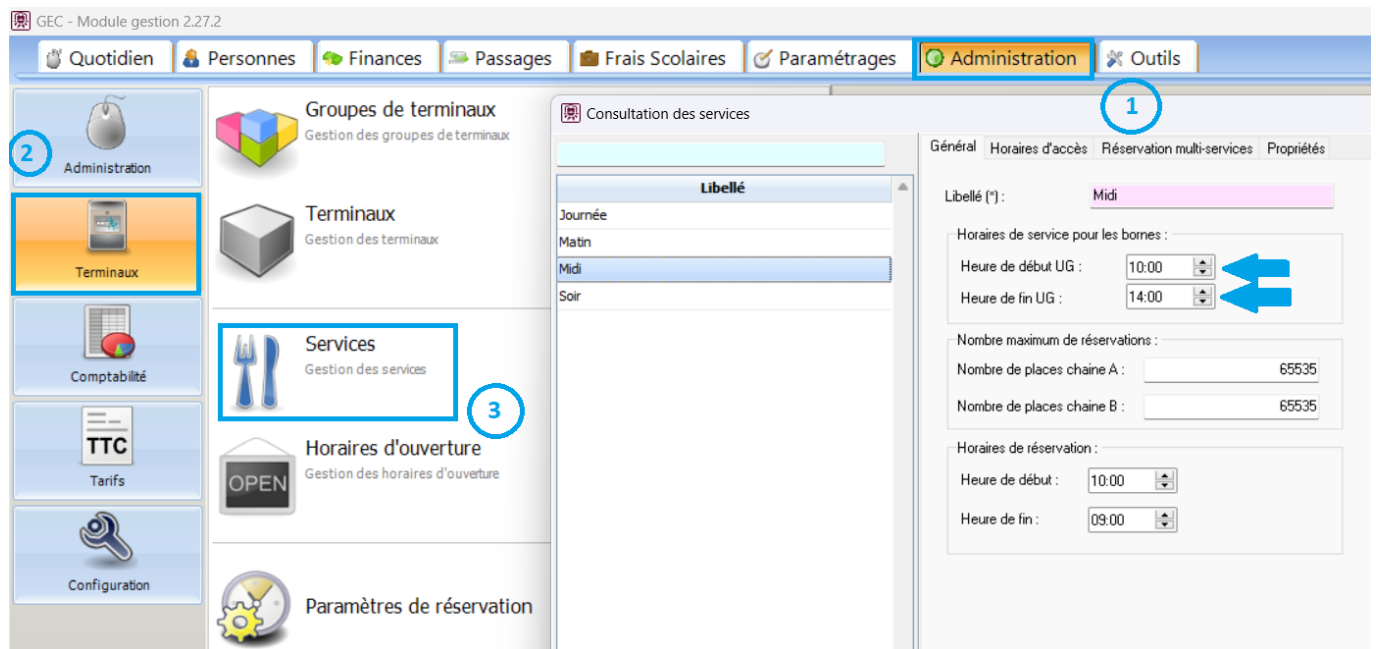 GEC - Module gestion 2.27.2
Quotidien Personnes Finances Passages Frais Scolaires Paramétrages Administration Outils
1
2
Administration
Terminaux
Comptabilité
TTC
Tarifs
Configuration
Groupes de terminaux
Gestion des groupes de terminaux
Terminaux
Gestion des terminaux
Services
Gestion des services
3
OPEN
Horaires d'ouverture
Gestion des horaires d'ouverture
Paramètres de réservation
Consultation des services
Libellé
Journée
Matin
Midi
Soir
Général Horaires d'accès Réservation multi-services Propriétés
Libellé (*) : Midi
Horaires de service pour les bornes :
Heure de début UG : 10:00
Heure de fin UG : 14:00
Nombre maximum de réservations :
Nombre de places chaine A : 65535
Nombre de places chaine B : 65535
Horaires de réservation :
Heure de début : 10:00
Heure de fin : 09:00